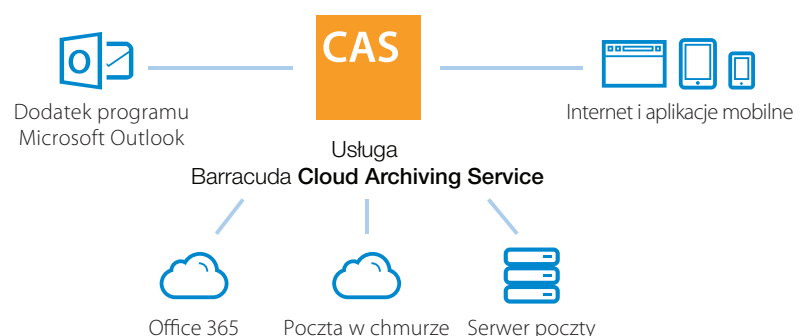 CAS
Dodatek programu
Microsoft Outlook
Internet i aplikacje mobilne
Usługa
Barracuda Cloud Archiving Service
Office 365
Poczta w chmurze
Serwer poczty